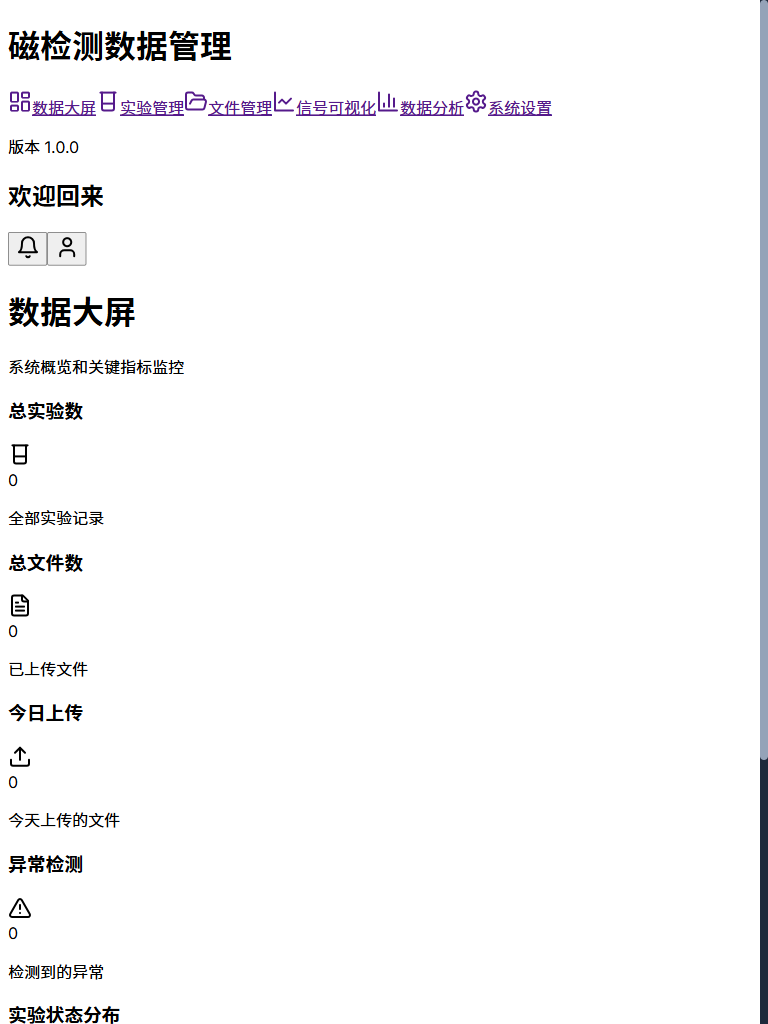 磁检测数据管理
数据大屏 实验管理 文件管理 信号可视化 数据分析 系统设置
版本 1.0.0
欢迎回来
数据大屏
系统概览和关键指标监控
总实验数
0
全部实验记录
总文件数
0
已上传文件
今日上传
0
今天上传的文件
异常检测
0
检测到的异常
实验状态分布